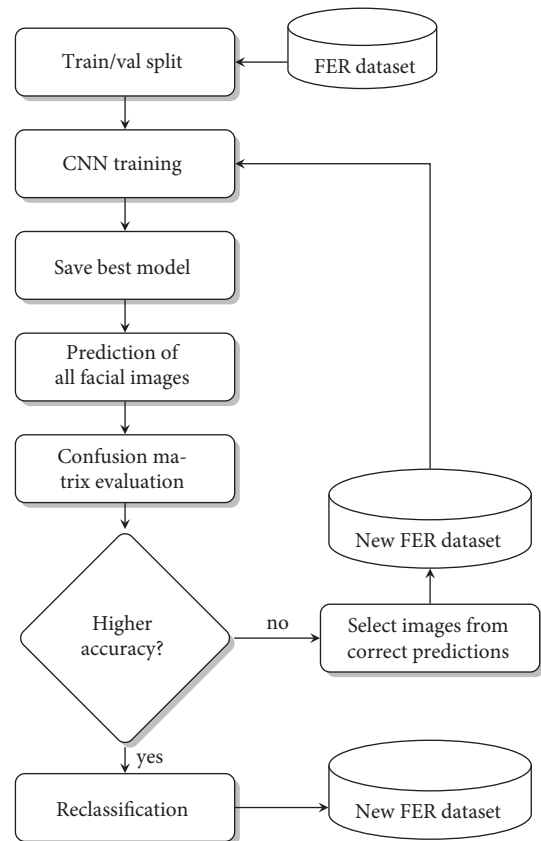 Train/val split
FER dataset
CNN training
Save best model
Prediction of
all facial images
Confusion ma-
trix evaluation
New FER dataset
Higher
accuracy?
no
Select images from
correct predictions
yes
Reclassification
New FER dataset